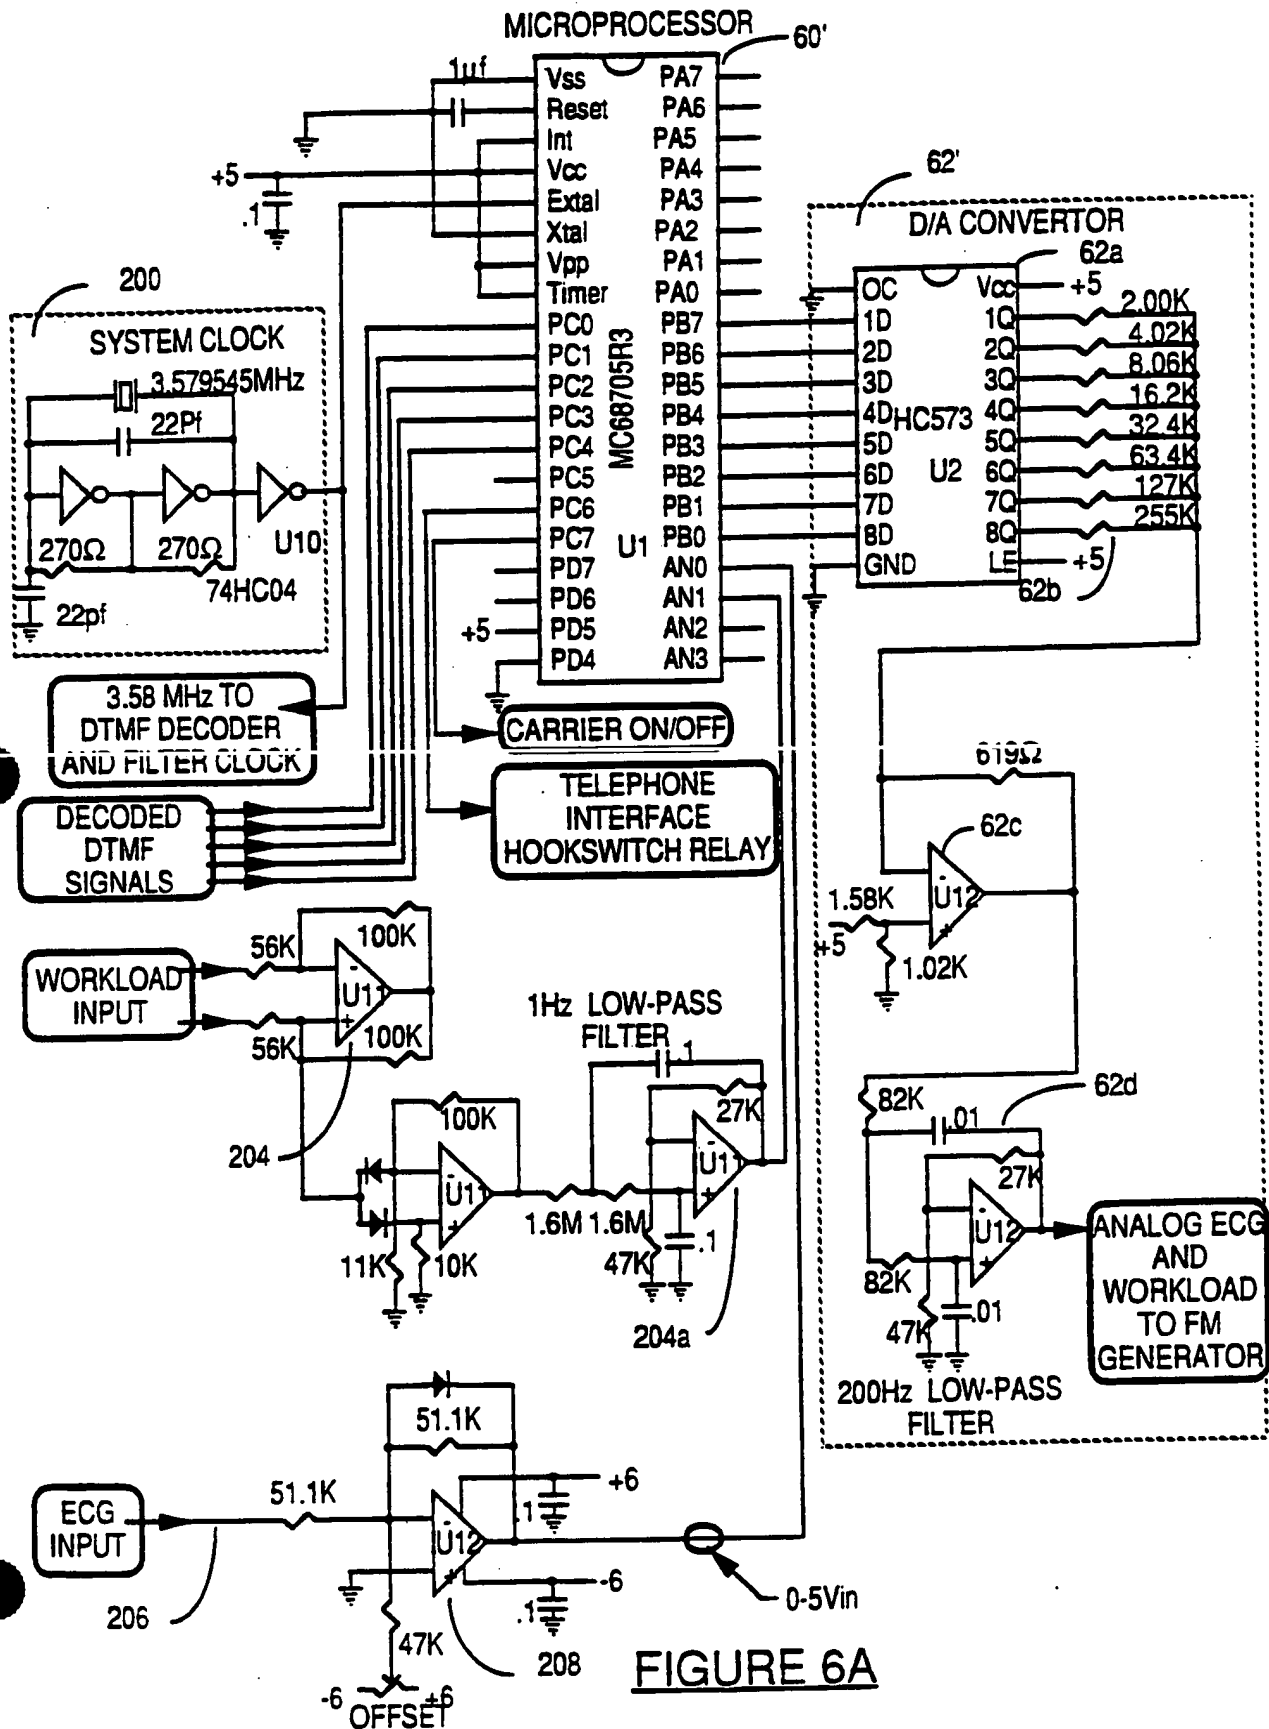 MICROPROCESSOR
60'
1µf
Vss
Reset
Int
Vcc
Extal
Xtal
Vpp
Timer
PC0
PC1
PC2
PC3
PC4
PC5
PC6
PC7
PD7
PD6
PD5
PD4
MC68705R3
U1
PA7
PA6
PA5
PA4
PA3
PA2
PA1
PA0
PB7
PB6
PB5
PB4
PB3
PB2
PB1
PB0
AN0
AN1
AN2
AN3
+5
.1
+5
200
SYSTEM CLOCK
3.579545MHz
22Pf
270Ω
270Ω
U10
74HC04
22pf
62'
D/A CONVERTOR
62a
OC
1D
2D
3D
4D
5D
6D
7D
8D
GND
HC573
U2
Vcc
1Q
2Q
3Q
4Q
5Q
6Q
7Q
8Q
LE
+5
2.00K
4.02K
8.06K
16.2K
32.4K
63.4K
127K
255K
+5
62b
3.58 MHz TO
DTMF DECODER
AND FILTER CLOCK
CARRIER ON/OFF
TELEPHONE
INTERFACE
HOOKSWITCH RELAY
DECODED
DTMF
SIGNALS
619Ω
62c
-
U12
+
1.58K
+5
1.02K
WORKLOAD
INPUT
56K
100K
-
U11
+
56K
100K
204
1Hz LOW-PASS
FILTER
.1
27K
100K
-
U11
+
11K
10K
1.6M
1.6M
-
U11
+
47K
.1
204a
82K
.01
62d
27K
-
U12
+
82K
47K
.01
200Hz LOW-PASS
FILTER
ANALOG ECG
AND
WORKLOAD
TO FM
GENERATOR
51.1K
ECG
INPUT
51.1K
206
-
U12
+
.1
+6
.1
-6
47K
208
-6
+6
OFFSET
0-5Vin
FIGURE 6A